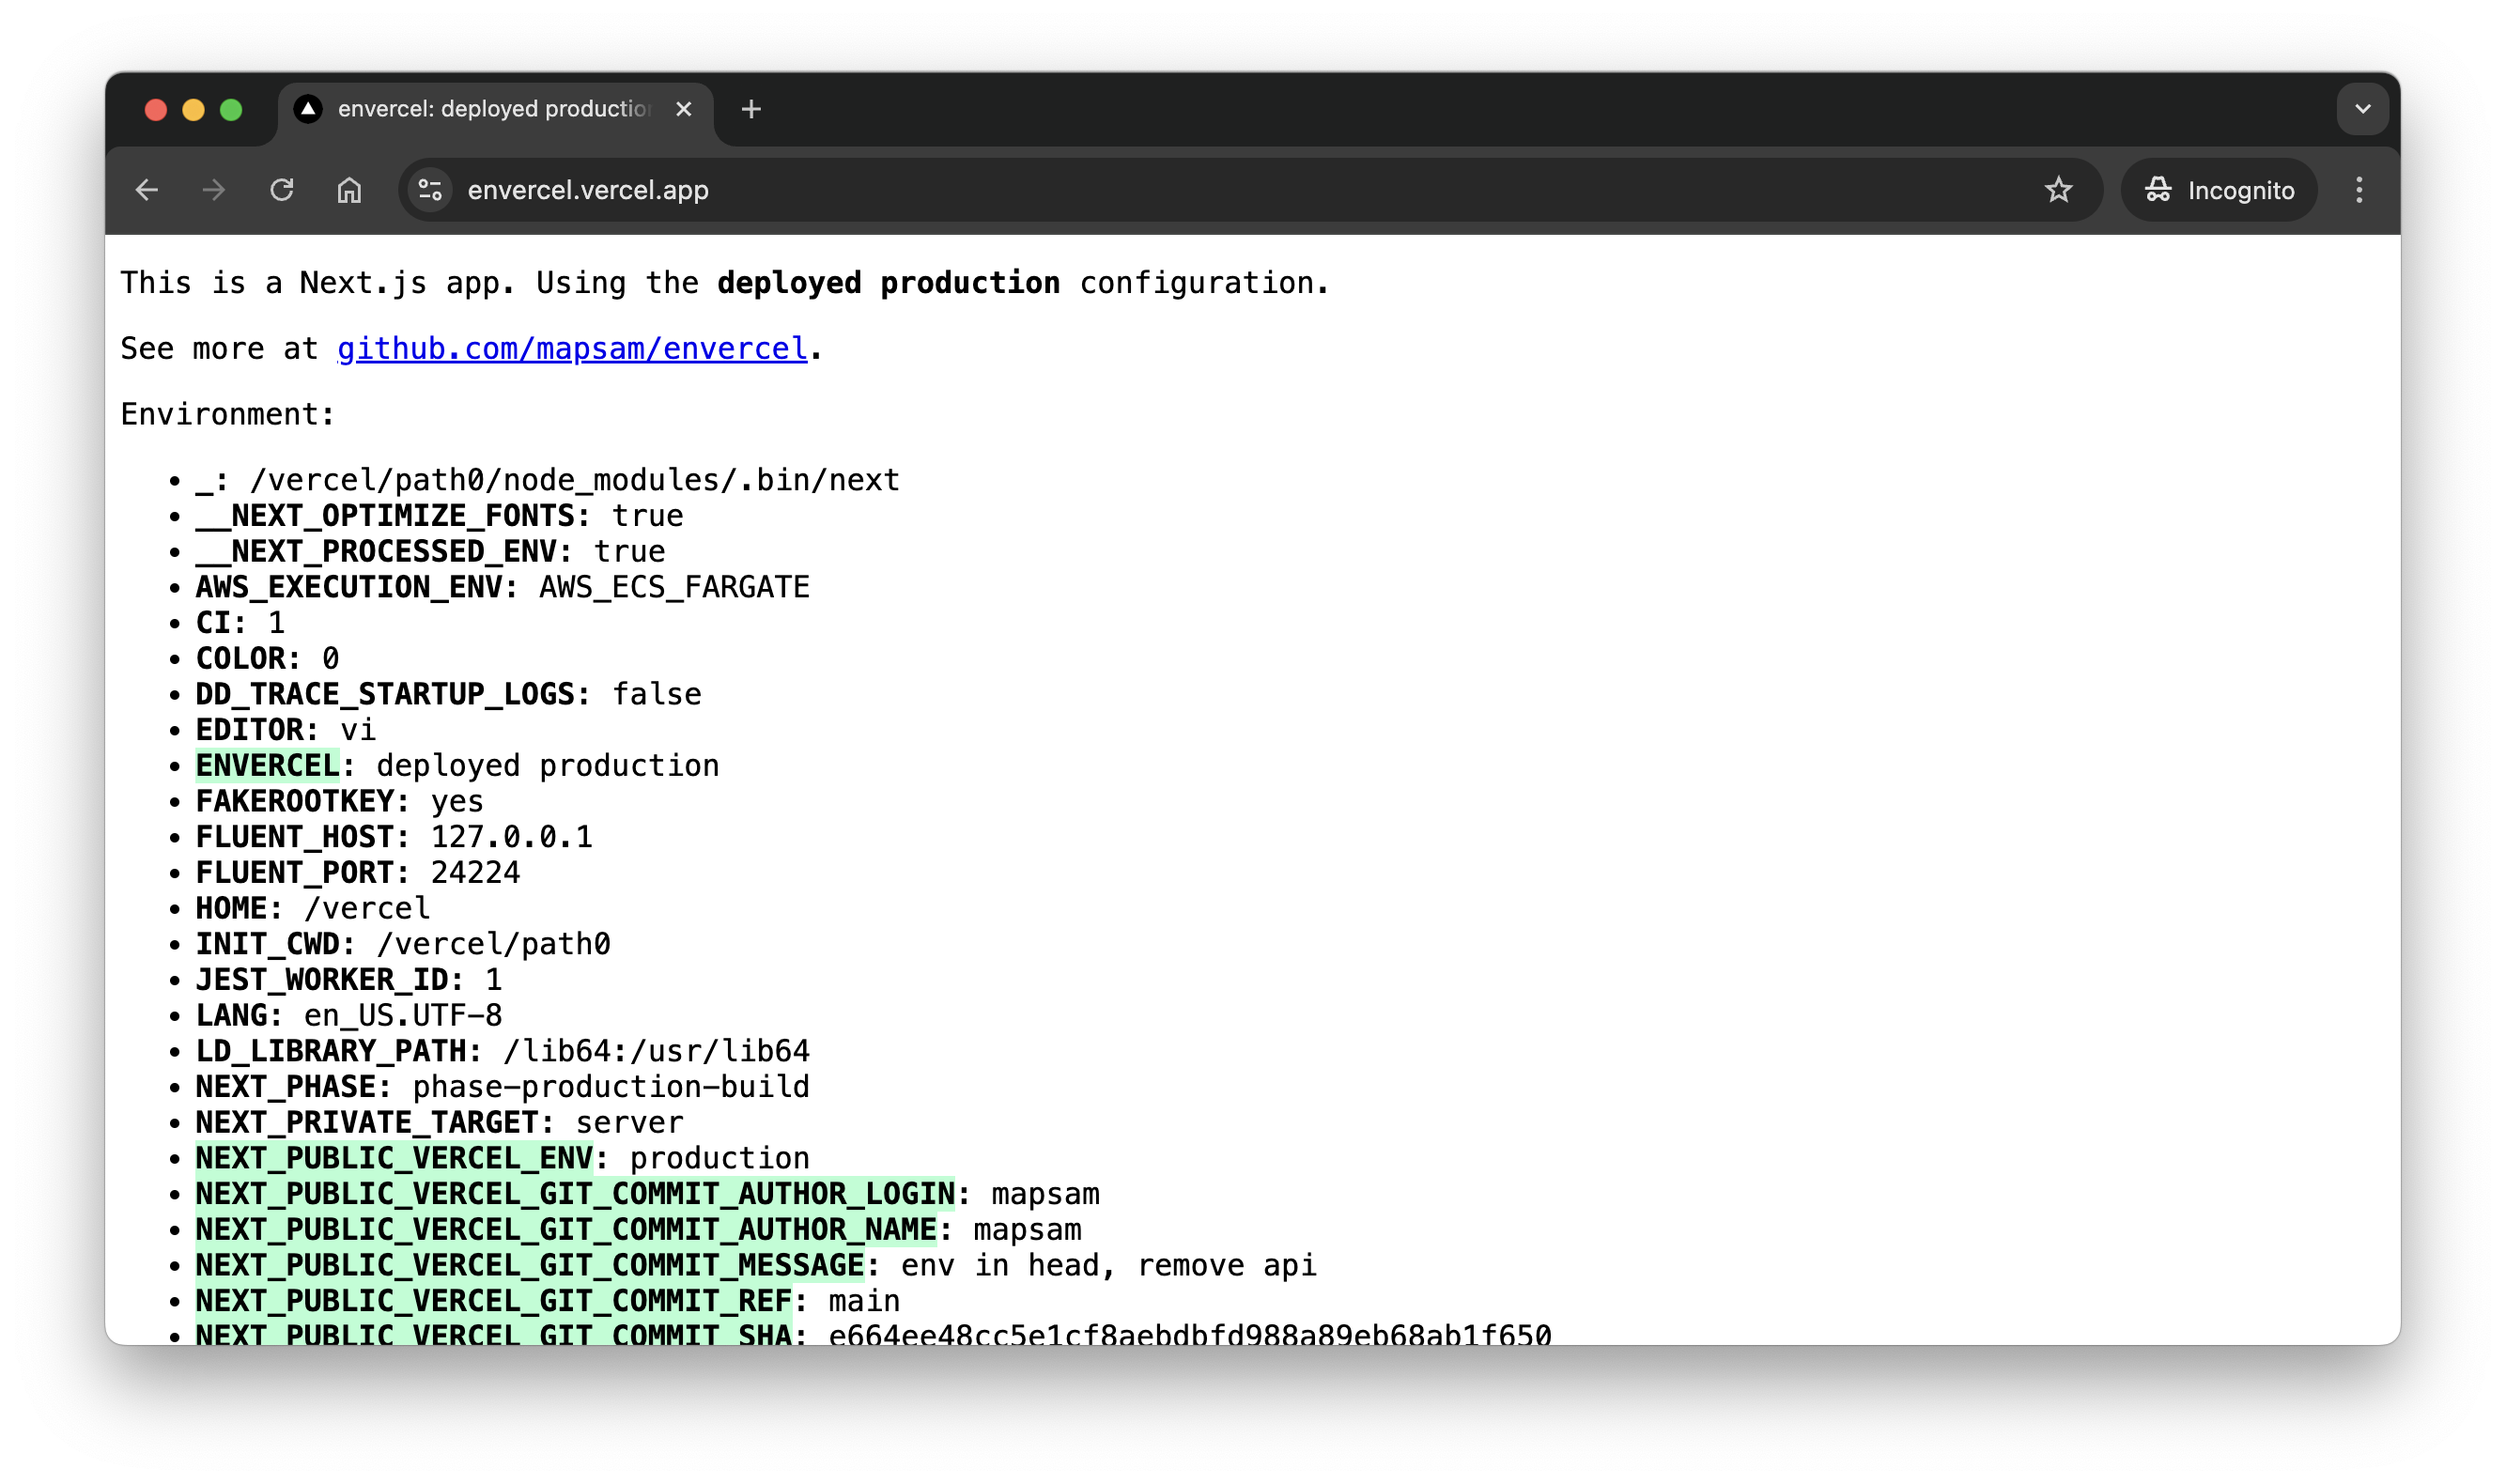 envercel: deployed productio
envercel.vercel.app
Incognito
This is a Next.js app. Using the deployed production configuration.
See more at github.com/mapsam/envercel.
Environment:
• _: /vercel/path0/node_modules/.bin/next
• __NEXT_OPTIMIZE_FONTS: true
• __NEXT_PROCESSED_ENV: true
• AWS_EXECUTION_ENV: AWS_ECS_FARGATE
• CI: 1
• COLOR: 0
• DD_TRACE_STARTUP_LOGS: false
• EDITOR: vi
• ENVERCEL: deployed production
• FAKEROOTKEY: yes
• FLUENT_HOST: 127.0.0.1
• FLUENT_PORT: 24224
• HOME: /vercel
• INIT_CWD: /vercel/path0
• JEST_WORKER_ID: 1
• LANG: en_US.UTF-8
• LD_LIBRARY_PATH: /lib64:/usr/lib64
• NEXT_PHASE: phase-production-build
• NEXT_PRIVATE_TARGET: server
• NEXT_PUBLIC_VERCEL_ENV: production
• NEXT_PUBLIC_VERCEL_GIT_COMMIT_AUTHOR_LOGIN: mapsam
• NEXT_PUBLIC_VERCEL_GIT_COMMIT_AUTHOR_NAME: mapsam
• NEXT_PUBLIC_VERCEL_GIT_COMMIT_MESSAGE: env in head, remove api
• NEXT_PUBLIC_VERCEL_GIT_COMMIT_REF: main
• NEXT_PUBLIC_VERCEL_GIT_COMMIT_SHA: e664ee48cc5e1cf8aebdbfd988a89eb68ab1f650